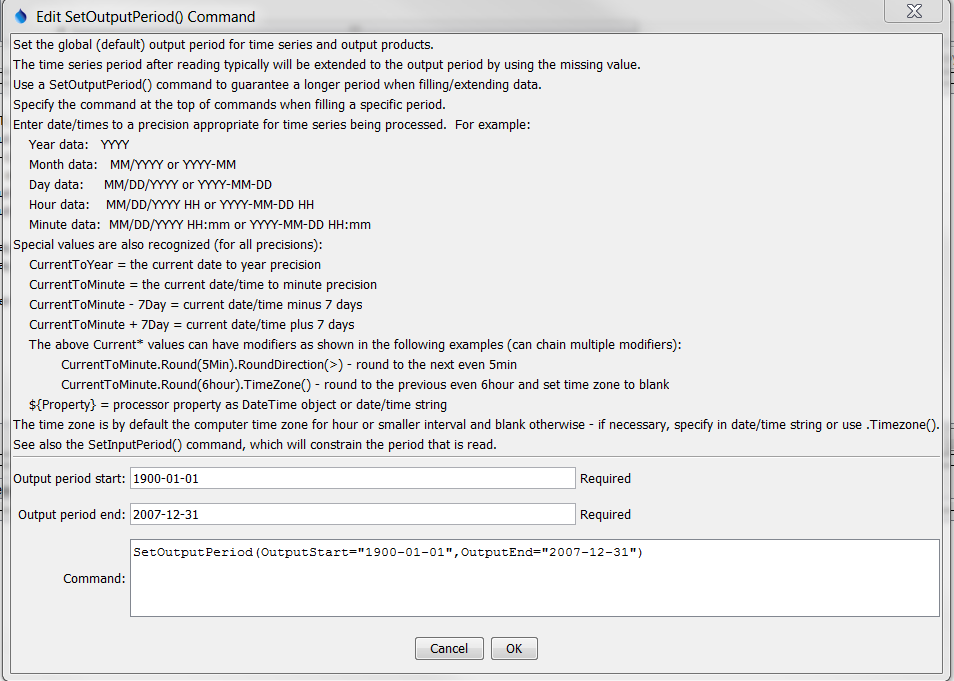 Edit SetOutputPeriod() Command
Set the global (default) output period for time series and output products.
The time series period after reading typically will be extended to the output period by using the missing value.
Use a SetOutputPeriod() command to guarantee a longer period when filling/extending data.
Specify the command at the top of commands when filling a specific period.
Enter date/times to a precision appropriate for time series being processed.  For example:
Year data:   YYYY
Month data:   MM/YYYY or YYYY-MM
Day data:      MM/DD/YYYY or YYYY-MM-DD
Hour data:     MM/DD/YYYY HH or YYYY-MM-DD HH
Minute data:  MM/DD/YYYY HH:mm or YYYY-MM-DD HH:mm
Special values are also recognized (for all precisions):
CurrentToYear = the current date to year precision
CurrentToMinute = the current date/time to minute precision
CurrentToMinute - 7Day = current date/time minus 7 days
CurrentToMinute + 7Day = current date/time plus 7 days
The above Current* values can have modifiers as shown in the following examples (can chain multiple modifiers):
CurrentToMinute.Round(5Min).RoundDirection(>) - round to the next even 5min
CurrentToMinute.Round(6hour).TimeZone() - round to the previous even 6hour and set time zone to blank
${Property} = processor property as DateTime object or date/time string
The time zone is by default the computer time zone for hour or smaller interval and blank otherwise - if necessary, specify in date/time string or use .Timezone().
See also the SetInputPeriod() command, which will constrain the period that is read.
Output period start: 1900-01-01 Required
Output period end: 2007-12-31 Required
Command: SetOutputPeriod(OutputStart="1900-01-01",OutputEnd="2007-12-31")
Cancel OK